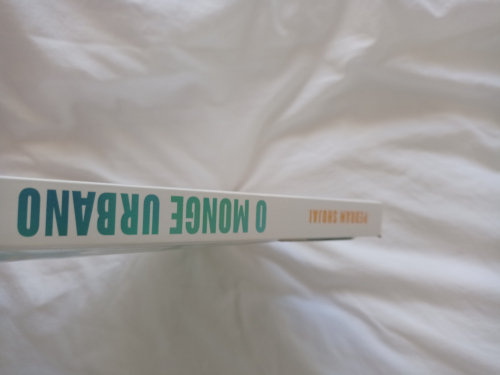 O MONGE URBANO
PEDRAM SHOJAI